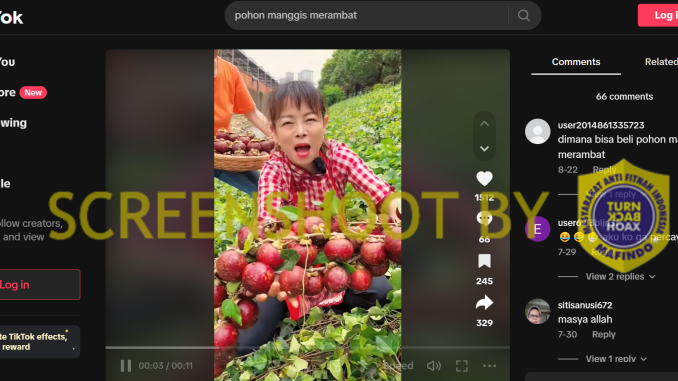 Tok
pohon manggis merambat
Log i
You
ore New
wing
le
ollow creators,
and view
Log in
te TikTok effects,
reward
Comments
Related
66 comments
user2014861335723
dimana bisa beli pohon ma
merambat
8-22 Reply
1 reply
aku ko ga percay
7-29
View 2 replies
sitisanusi672
masya allah
7-30 Reply
View 1 reply
1512
66
245
329
00:03 / 00:11
Speed
SCREENSHOOT BY
MASYARAKAT ANTI FITNAH INDONESIA
TURN
BACK
HOAX
MAFINDO
E